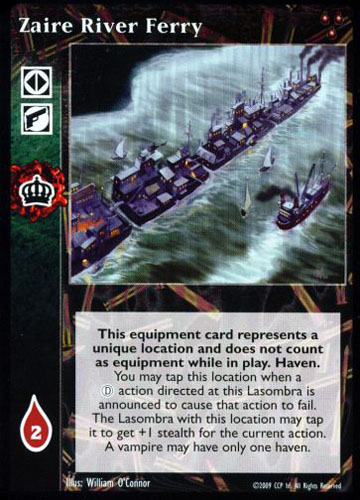 Zaire River Ferry
This equipment card represents a
unique location and does not count
as equipment while in play. Haven.
You may tap this location when a
Ⓓ action directed at this Lasombra is
announced to cause that action to fail.
The Lasombra with this location may tap
it to get +1 stealth for the current action.
A vampire may have only one haven.
2
Illus: William O'Connor
©2009 CCP hf. All Rights Reserved